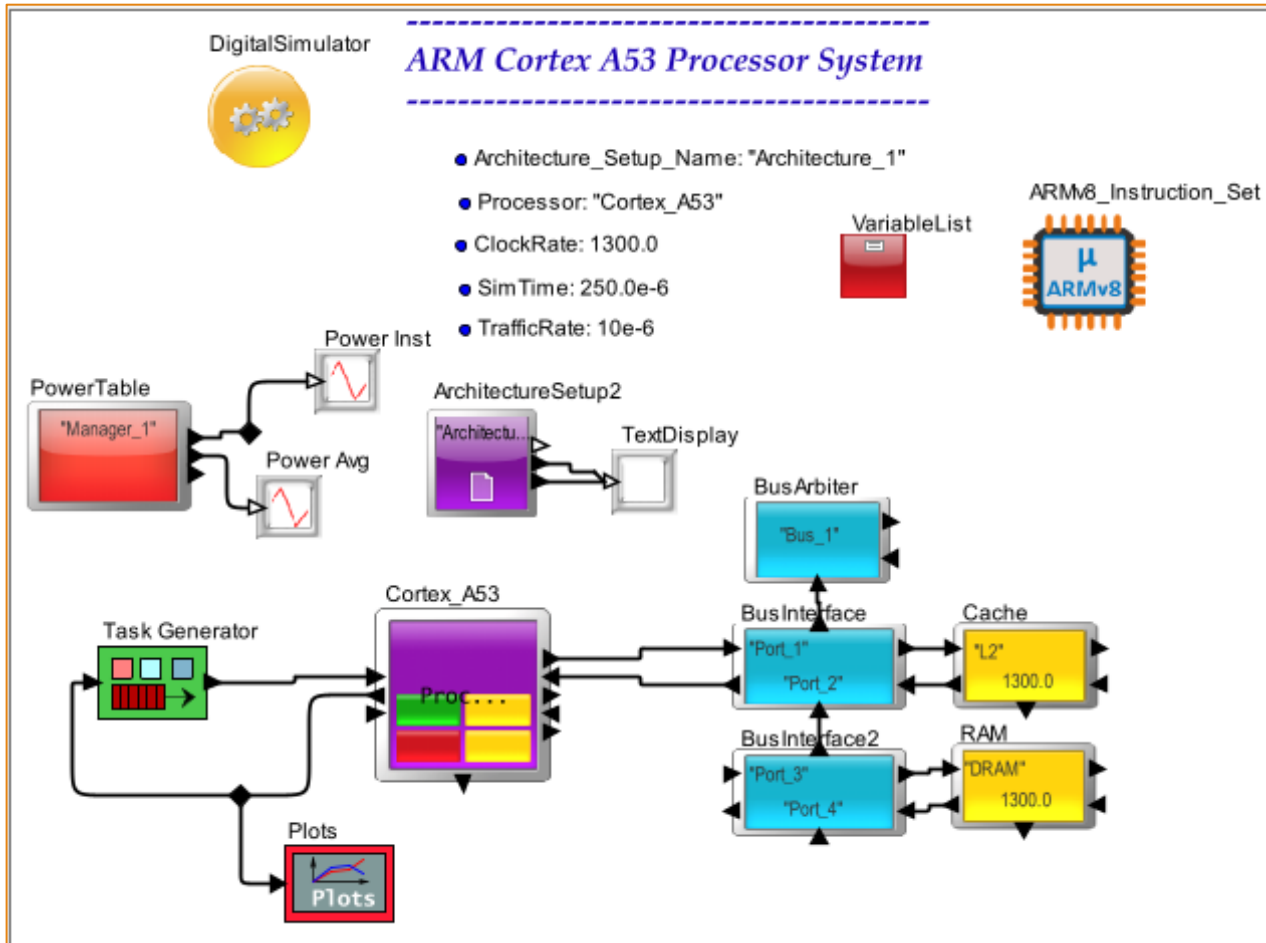 DigitalSimulator
ARM Cortex A53 Processor System
Architecture_Setup_Name: "Architecture_1"
Processor: "Cortex_A53"
ClockRate: 1300.0
SimTime: 250.0e-6
TrafficRate: 10e-6
VariableList
ARMv8_Instruction_Set
μ
ARMv8
Power Inst
PowerTable
"Manager_1"
Power Avg
ArchitectureSetup2
"Architectu...
TextDisplay
BusArbiter
"Bus_1"
Cortex_A53
Proc...
Task Generator
BusInterface
"Port_1"
"Port_2"
Cache
"L2"
1300.0
BusInterface2
"Port_3"
"Port_4"
RAM
"DRAM"
1300.0
Plots
Plots